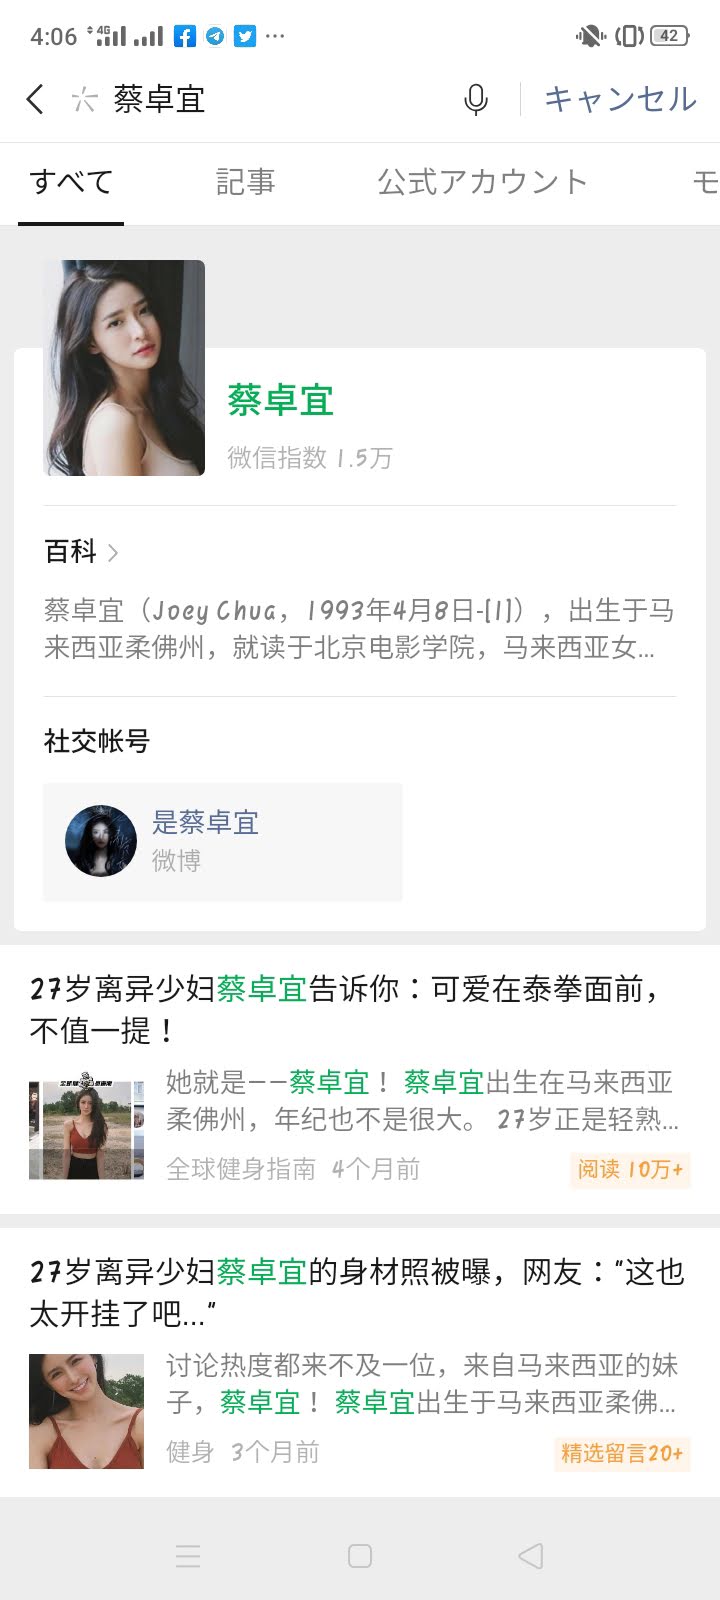 4:06 4G ··· 42
蔡卓宜 キャンセル
すべて 記事 公式アカウント モ
蔡卓宜
微信指数 1.5万
百科
蔡卓宜（Joey Chua，1993年4月8日-[1]），出生于马
来西亚柔佛州，就读于北京电影学院，马来西亚女...
社交帐号
是蔡卓宜
微博
27岁离异少妇蔡卓宜告诉你：可爱在泰拳面前，
不值一提！
她就是——蔡卓宜！ 蔡卓宜出生在马来西亚
柔佛州，年纪也不是很大。 27岁正是轻熟...
全球健身指南 4个月前 阅读 10万+
27岁离异少妇蔡卓宜的身材照被曝，网友："这也
太开挂了吧..."
讨论热度都来不及一位，来自马来西亚的妹
子，蔡卓宜！ 蔡卓宜出生于马来西亚柔佛...
健身 3个月前 精选留言20+